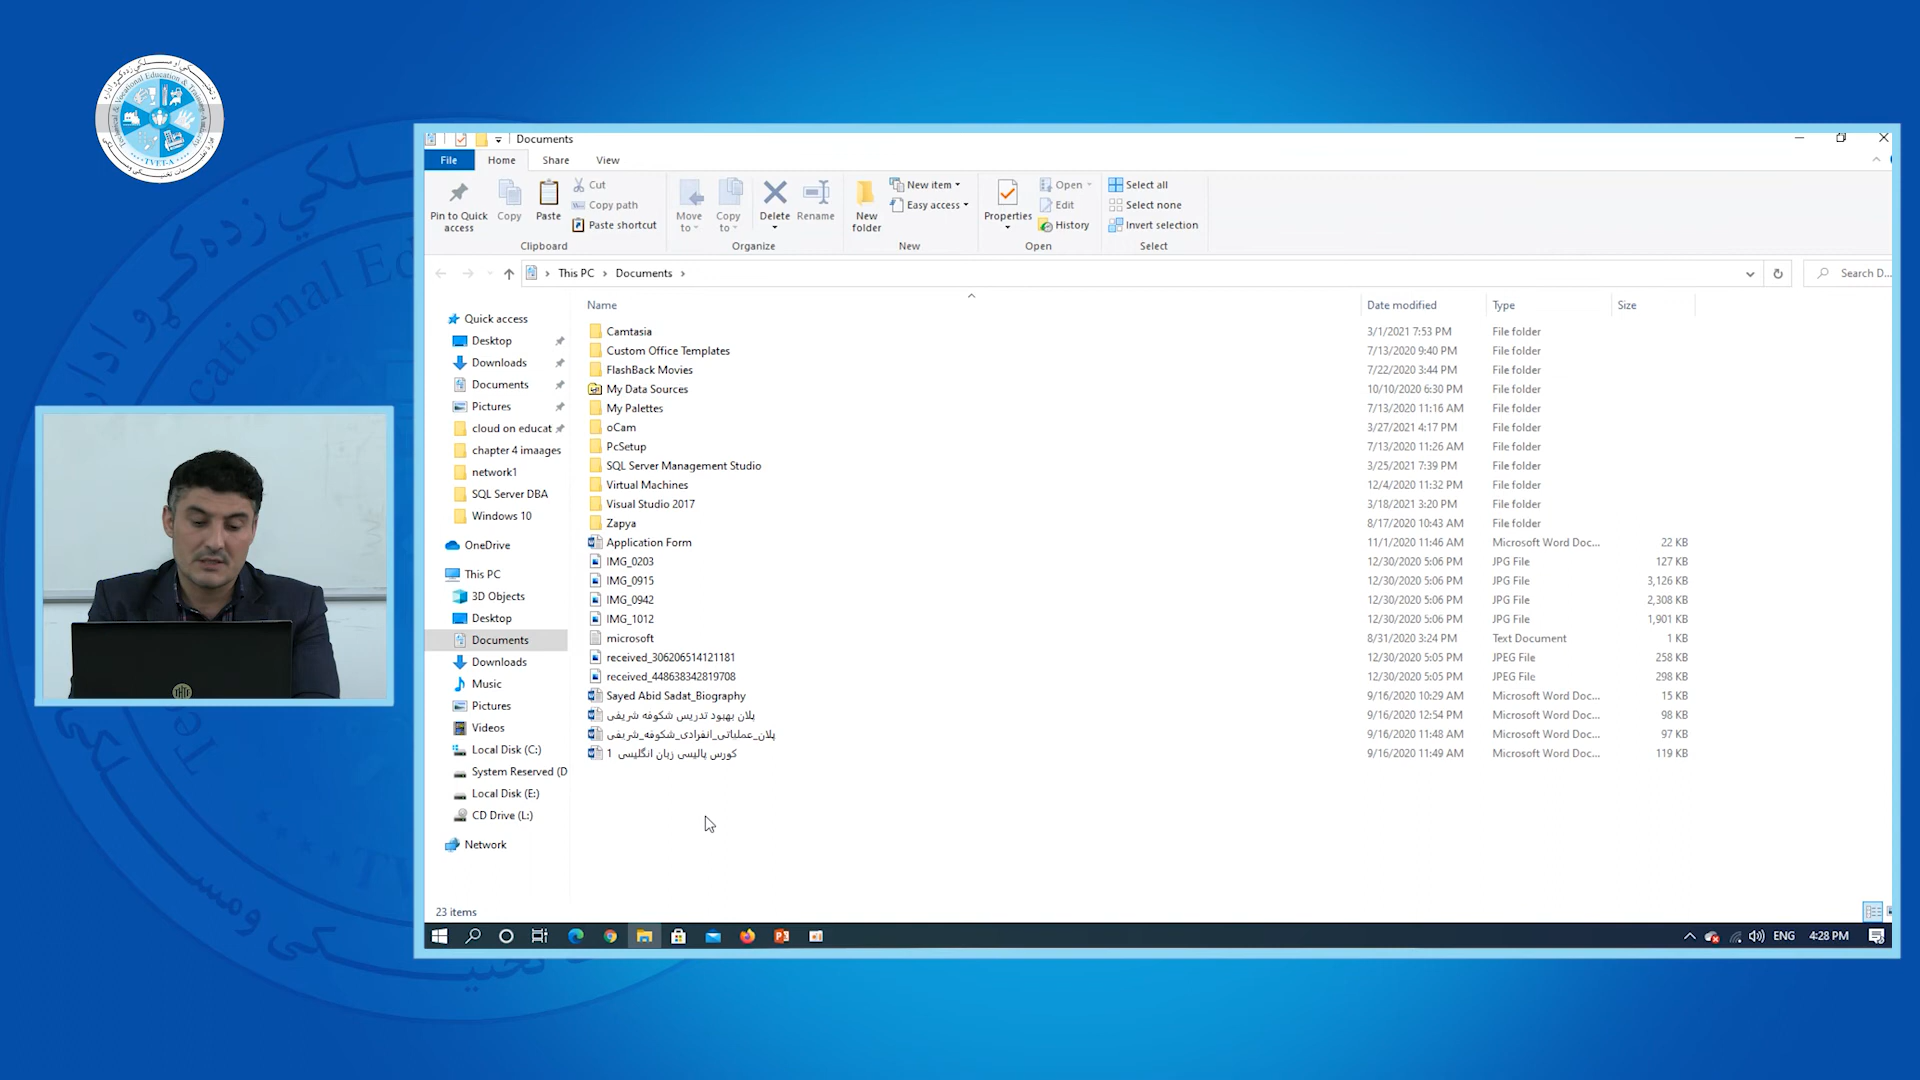 Technical & Vocational Education & Training Authority
TVET-A
Documents
File Home Share View
Pin to Quick access
Copy
Paste
Cut
Copy path
Paste shortcut
Clipboard
Move to
Copy to
Delete
Rename
Organize
New folder
New item
Easy access
New
Properties
Open
Edit
History
Open
Select all
Select none
Invert selection
Select
This PC Documents
Search D...
Quick access
Desktop
Downloads
Documents
Pictures
cloud on educat
chapter 4 imaages
network1
SQL Server DBA
Windows 10
OneDrive
This PC
3D Objects
Desktop
Documents
Downloads
Music
Pictures
Videos
Local Disk (C:)
System Reserved (D
Local Disk (E:)
CD Drive (L:)
Network
Name Date modified Type Size
Camtasia 3/1/2021 7:53 PM File folder
Custom Office Templates 7/13/2020 9:40 PM File folder
FlashBack Movies 7/22/2020 3:44 PM File folder
My Data Sources 10/10/2020 6:30 PM File folder
My Palettes 7/13/2020 11:16 AM File folder
oCam 3/27/2021 4:17 PM File folder
PcSetup 7/13/2020 11:26 AM File folder
SQL Server Management Studio 3/25/2021 7:39 PM File folder
Virtual Machines 12/4/2020 11:32 PM File folder
Visual Studio 2017 3/18/2021 3:20 PM File folder
Zapya 8/17/2020 10:43 AM File folder
Application Form 11/1/2020 11:46 AM Microsoft Word Doc... 22 KB
IMG_0203 12/30/2020 5:06 PM JPG File 127 KB
IMG_0915 12/30/2020 5:06 PM JPG File 3,126 KB
IMG_0942 12/30/2020 5:06 PM JPG File 2,308 KB
IMG_1012 12/30/2020 5:06 PM JPG File 1,901 KB
microsoft 8/31/2020 3:24 PM Text Document 1 KB
received_306206514121181 12/30/2020 5:05 PM JPEG File 258 KB
received_448638342819708 12/30/2020 5:05 PM JPEG File 298 KB
Sayed Abid Sadat_Biography 9/16/2020 10:29 AM Microsoft Word Doc... 15 KB
پلان بهبود تدریس شکوفه شریفی 9/16/2020 12:54 PM Microsoft Word Doc... 98 KB
پلان_عملیاتی_انفرادی_شکوفه_شریفی 9/16/2020 11:48 AM Microsoft Word Doc... 97 KB
کورس پالیسی زبان انگلیسی 1 9/16/2020 11:49 AM Microsoft Word Doc... 119 KB
23 items
ENG 4:28 PM